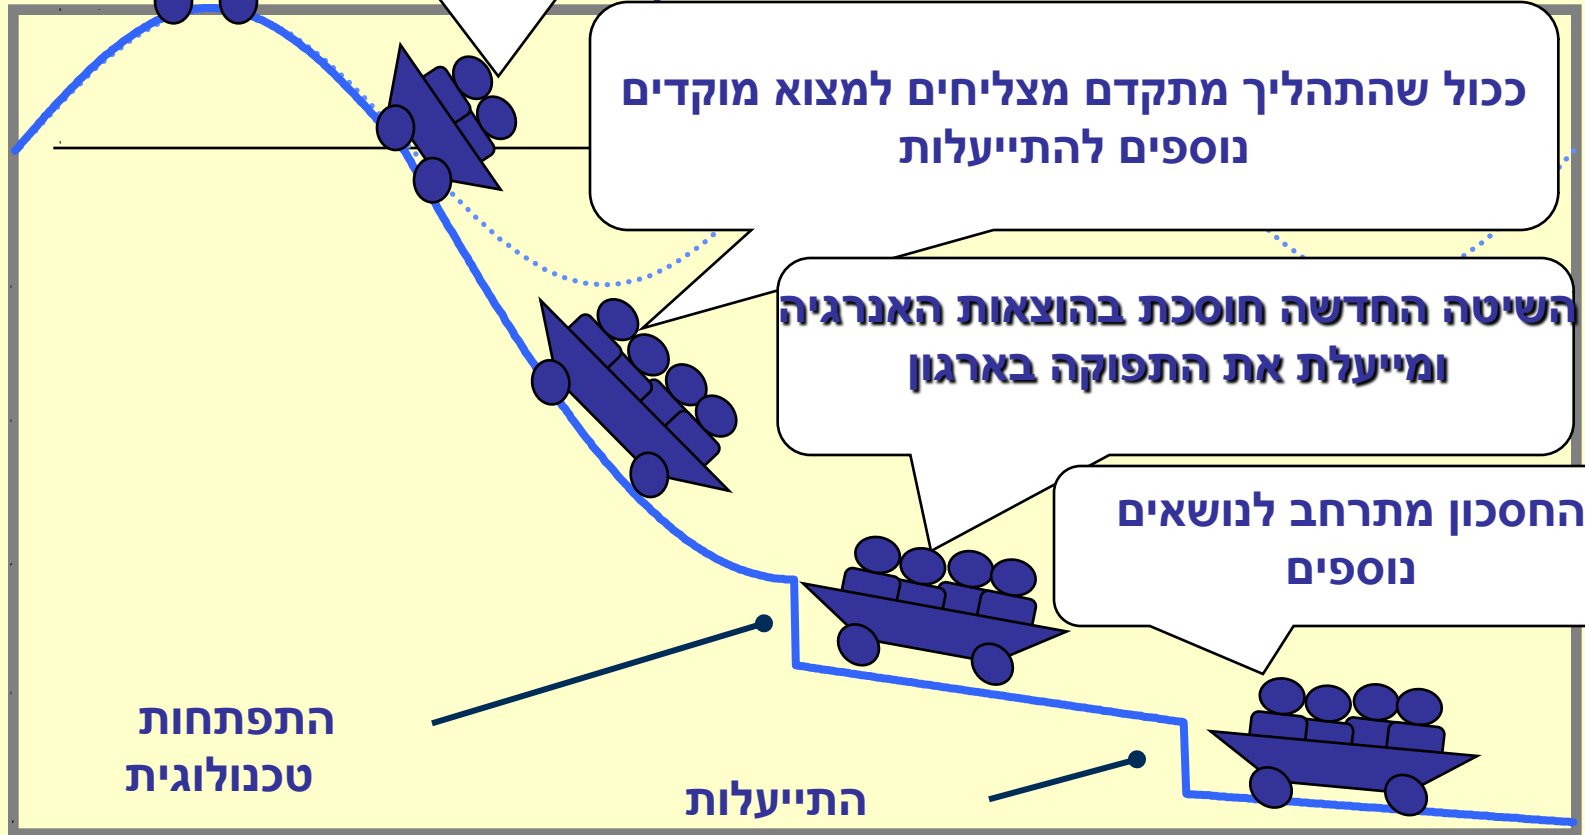 ככול שהתהליך מתקדם מצליחים למצוא מוקדים
נוספים להתייעלות
השיטה החדשה חוסכת בהוצאות האנרגיה
ומייעלת את התפוקה בארגון
החסכון מתרחב לנושאים
נוספים
התפתחות
טכנולוגית
התייעלות